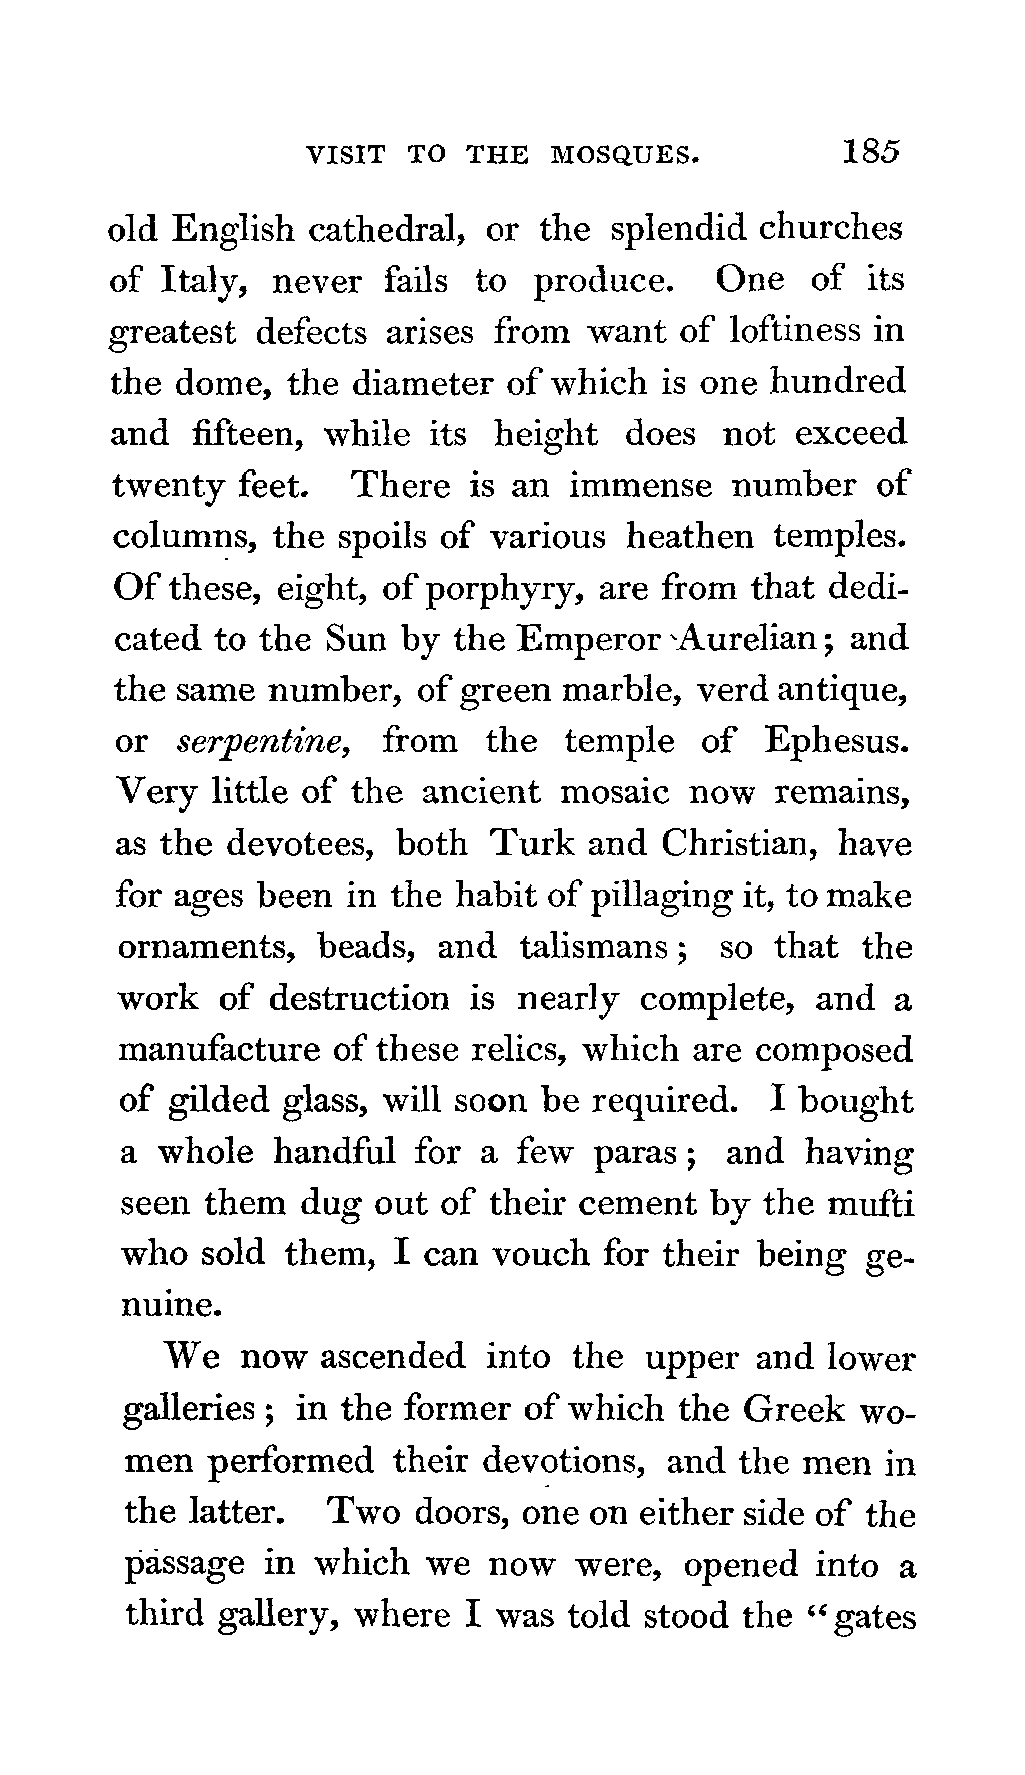 VISIT TO THE MOSQUES. 185
old English cathedral, or the splendid churches
of Italy, never fails to produce. One of its
greatest defects arises from want of loftiness in
the dome, the diameter of which is one hundred
and fifteen, while its height does not exceed
twenty feet. There is an immense number of
columns, the spoils of various heathen temples.
Of these, eight, of porphyry, are from that dedi-
cated to the Sun by the Emperor Aurelian; and
the same number, of green marble, verd antique,
or serpentine, from the temple of Ephesus.
Very little of the ancient mosaic now remains,
as the devotees, both Turk and Christian, have
for ages been in the habit of pillaging it, to make
ornaments, beads, and talismans; so that the
work of destruction is nearly complete, and a
manufacture of these relics, which are composed
of gilded glass, will soon be required. I bought
a whole handful for a few paras; and having
seen them dug out of their cement by the mufti
who sold them, I can vouch for their being ge-
nuine.
We now ascended into the upper and lower
galleries; in the former of which the Greek wo-
men performed their devotions, and the men in
the latter. Two doors, one on either side of the
passage in which we now were, opened into a
third gallery, where I was told stood the “gates